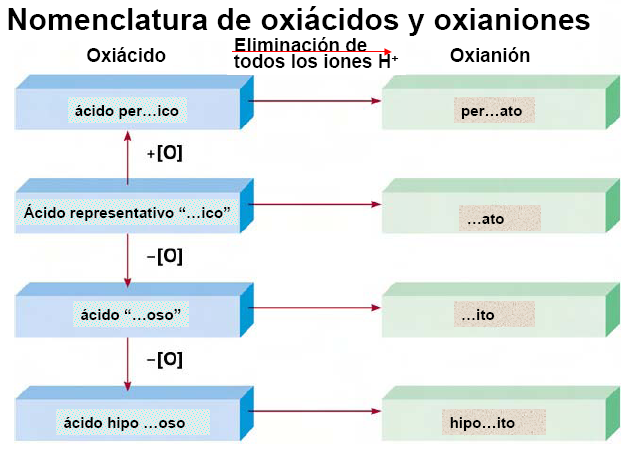 Nomenclatura de oxiácidos y oxianiones
Oxiácido
Eliminación de
todos los iones H⁺
Oxianión
ácido per...ico
per...ato
+[O]
Ácido representativo “...ico”
...ato
–[O]
ácido “...oso”
...ito
–[O]
ácido hipo ...oso
hipo...ito